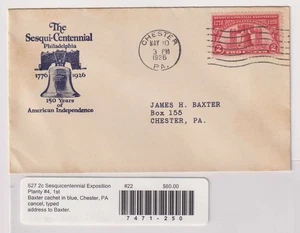 The
Sesqui-Centennial
Philadelphia
1776 1926
150 Years
of
American Independence
CHESTER
MAY 10
3 PM
1926
PA.
JAMES H. BAXTER
Box 155
CHESTER, PA.
627 2c Sesquicentennial Exposition
Planty #4, 1st
Baxter cachet in blue, Chester, PA
cancel, typed
address to Baxter.
#22
$60.00
7471-250